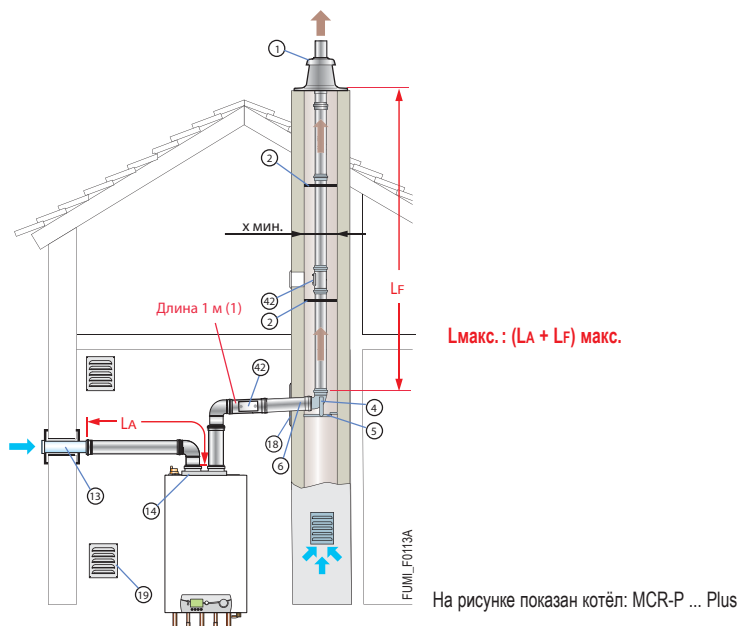 1
2
х мин.
42
LF
Длина 1 м (1)
2
Lмакс. : (LA + LF) макс.
42
LA
4
5
18
6
13
14
19
FUMI_F0113A
На рисунке показан котёл: MCR-P ... Plus